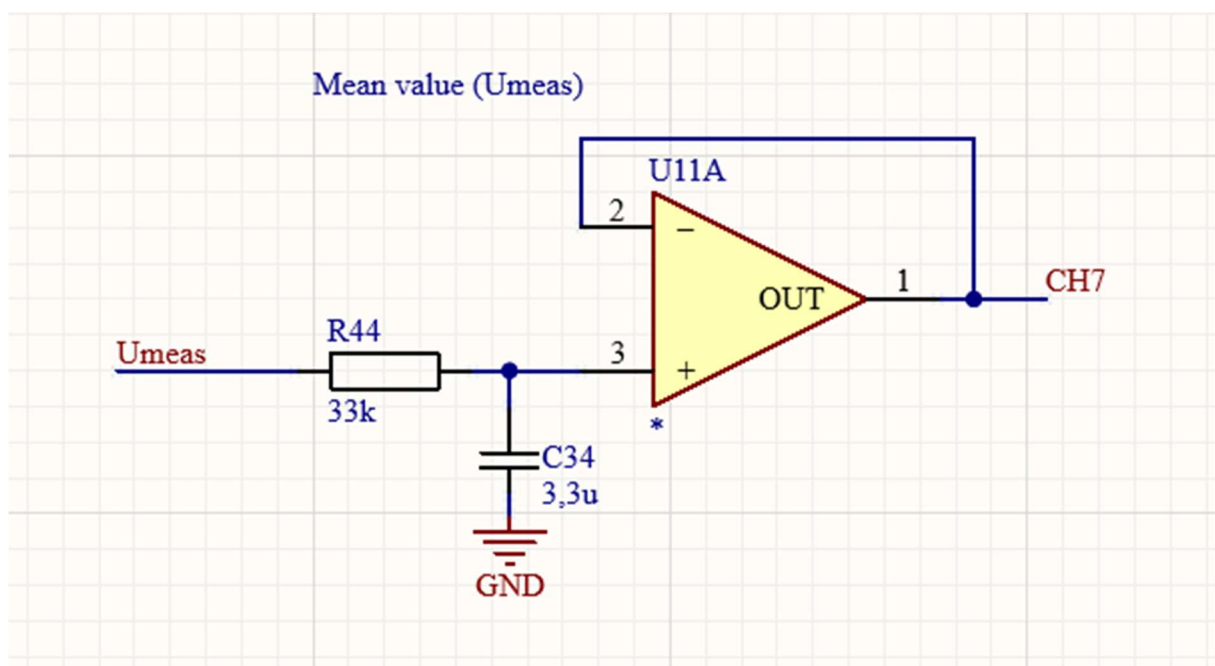 Mean value (Umeas)
U11A
2
−
OUT
1
CH7
R44
Umeas
3
+
33k
*
C34
3,3u
GND